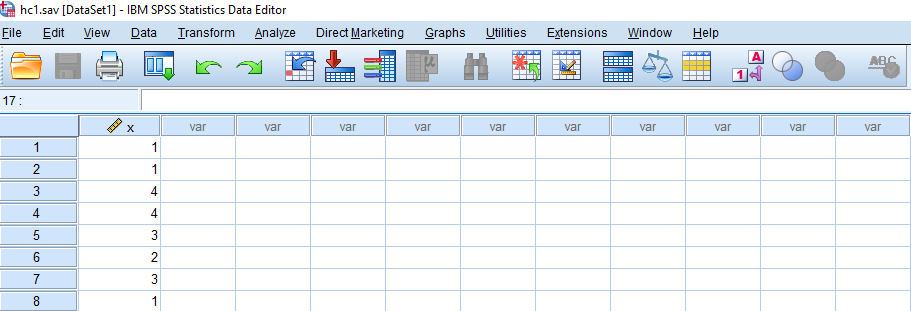 hc1.sav [DataSet1] - IBM SPSS Statistics Data Editor
File Edit View Data Transform Analyze Direct Marketing Graphs Utilities Extensions Window Help
A
1
ABC
17 :
x var var var var var var var var var var
1 1
2 1
3 4
4 4
5 3
6 2
7 3
8 1